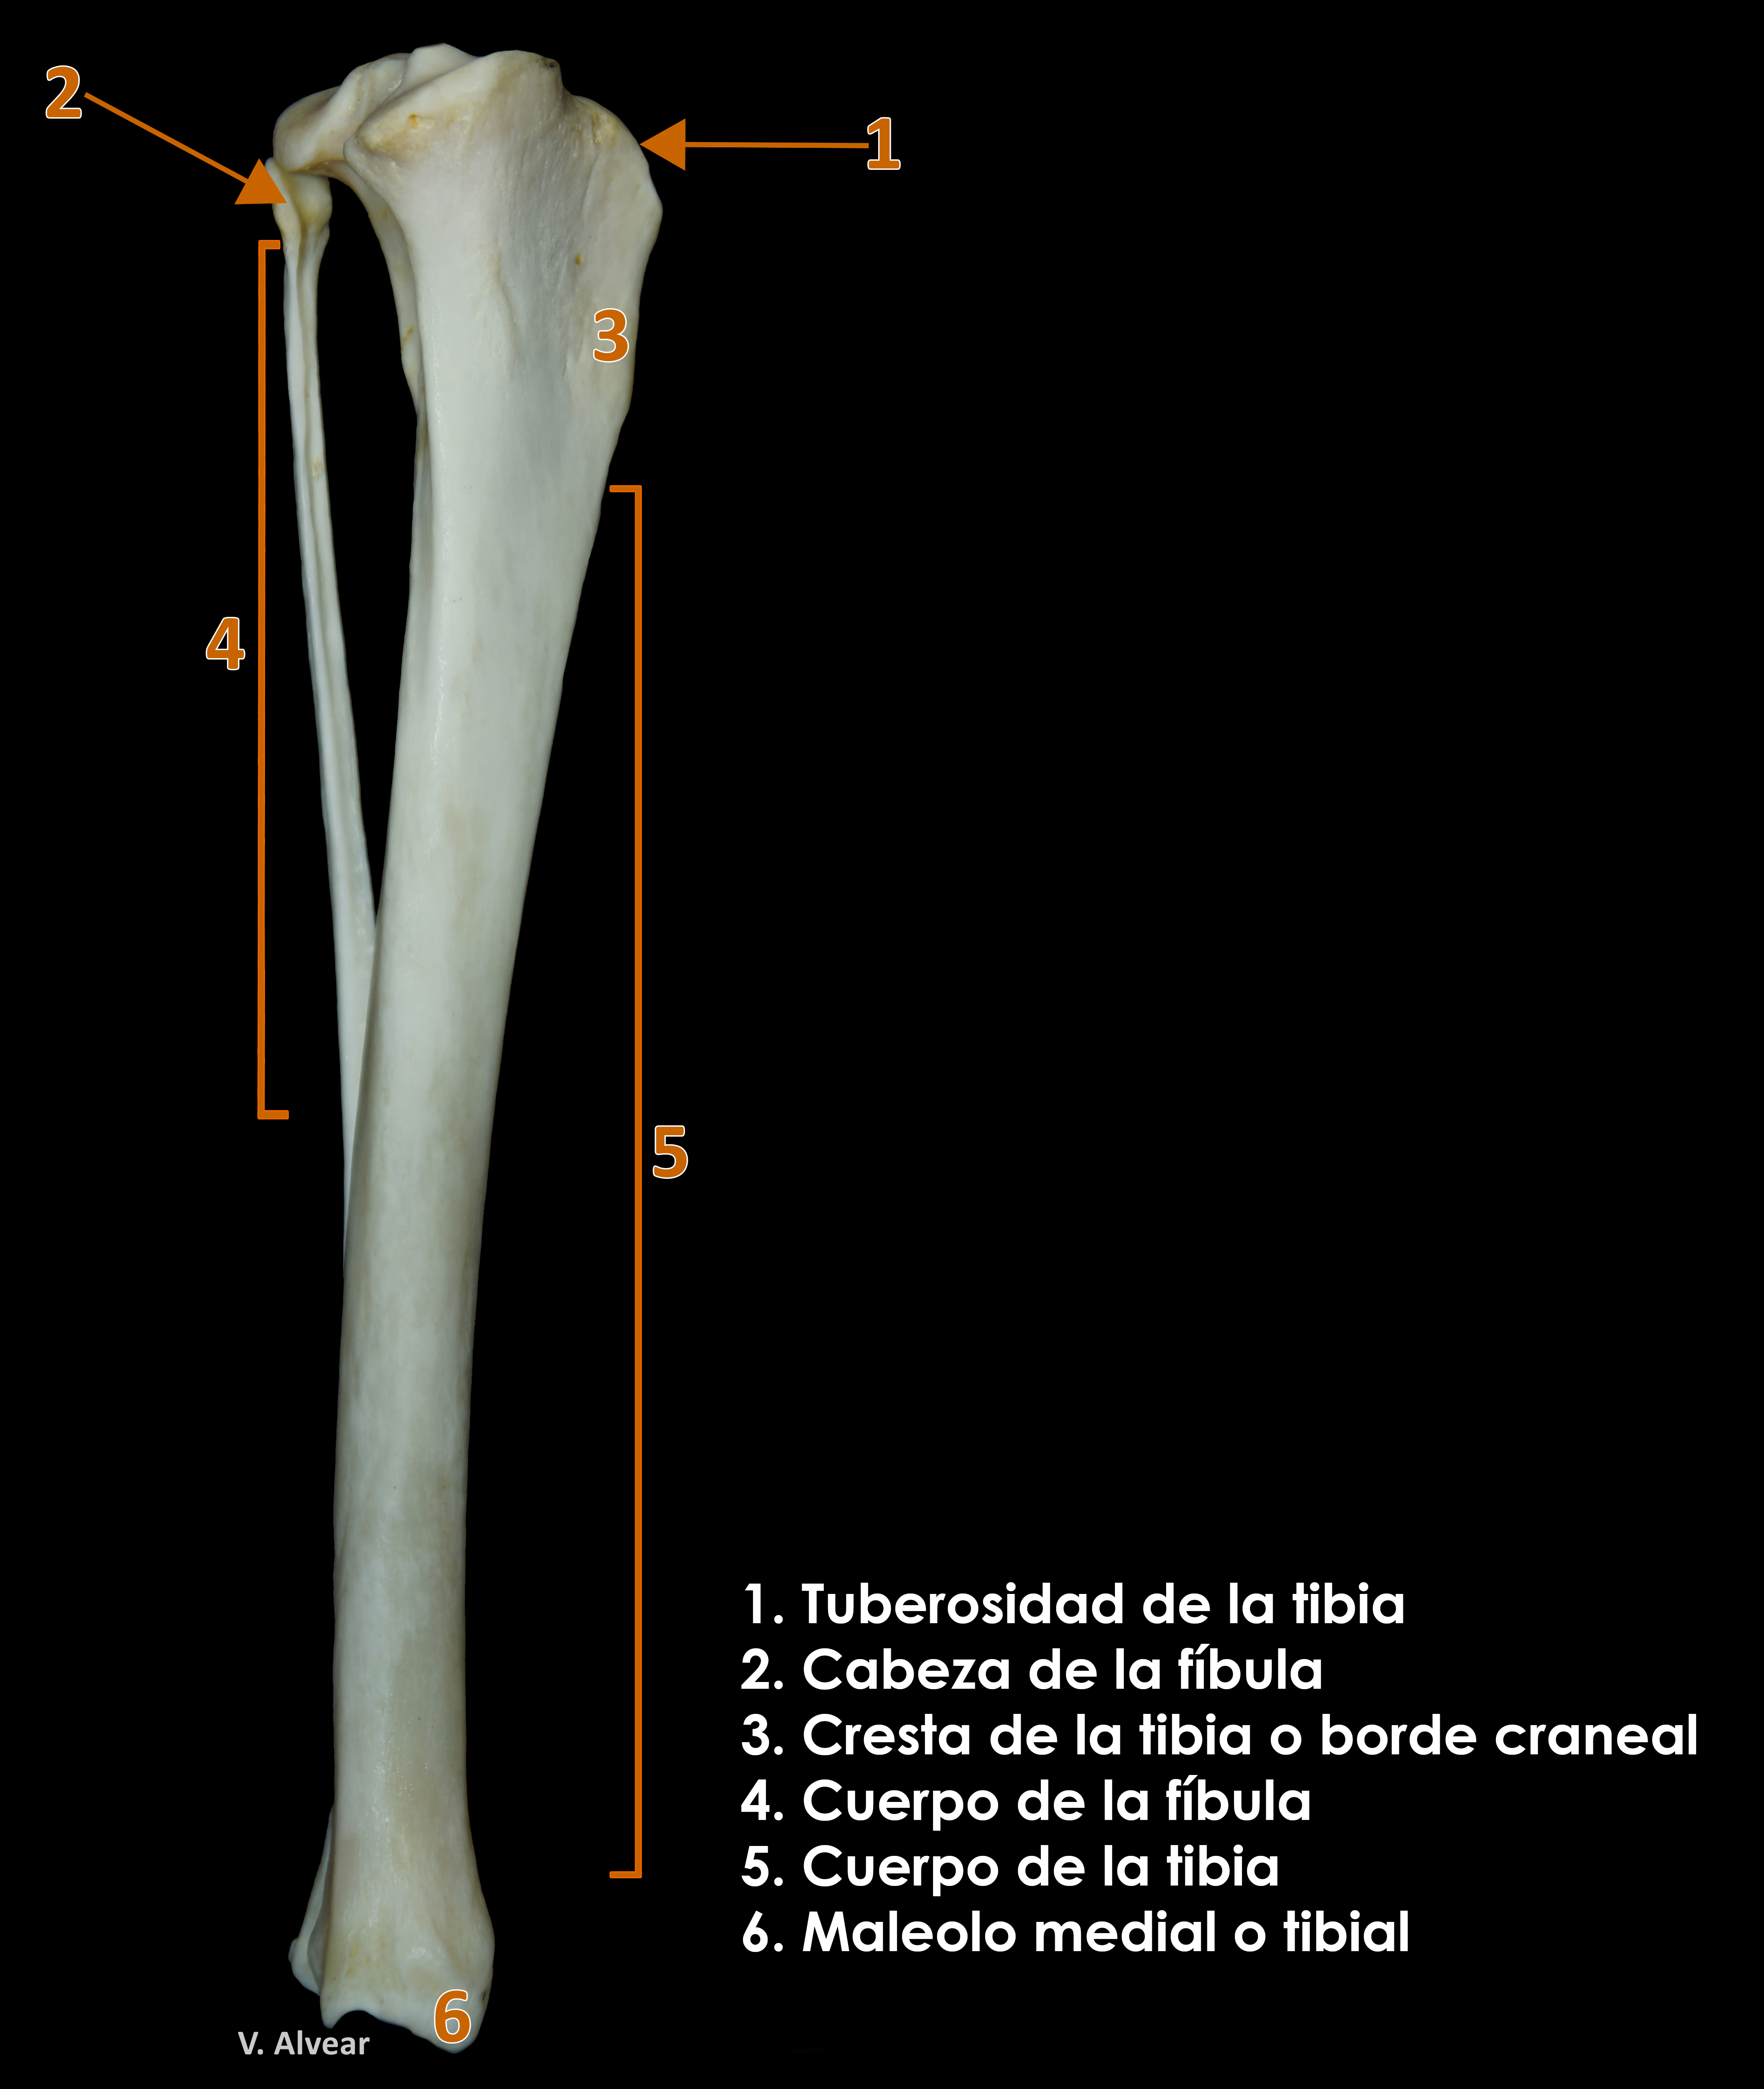 2
1
3
4
5
1. Tuberosidad de la tibia
2. Cabeza de la fíbula
3. Cresta de la tibia o borde craneal
4. Cuerpo de la fíbula
5. Cuerpo de la tibia
6. Maleolo medial o tibial
6
V. Alvear